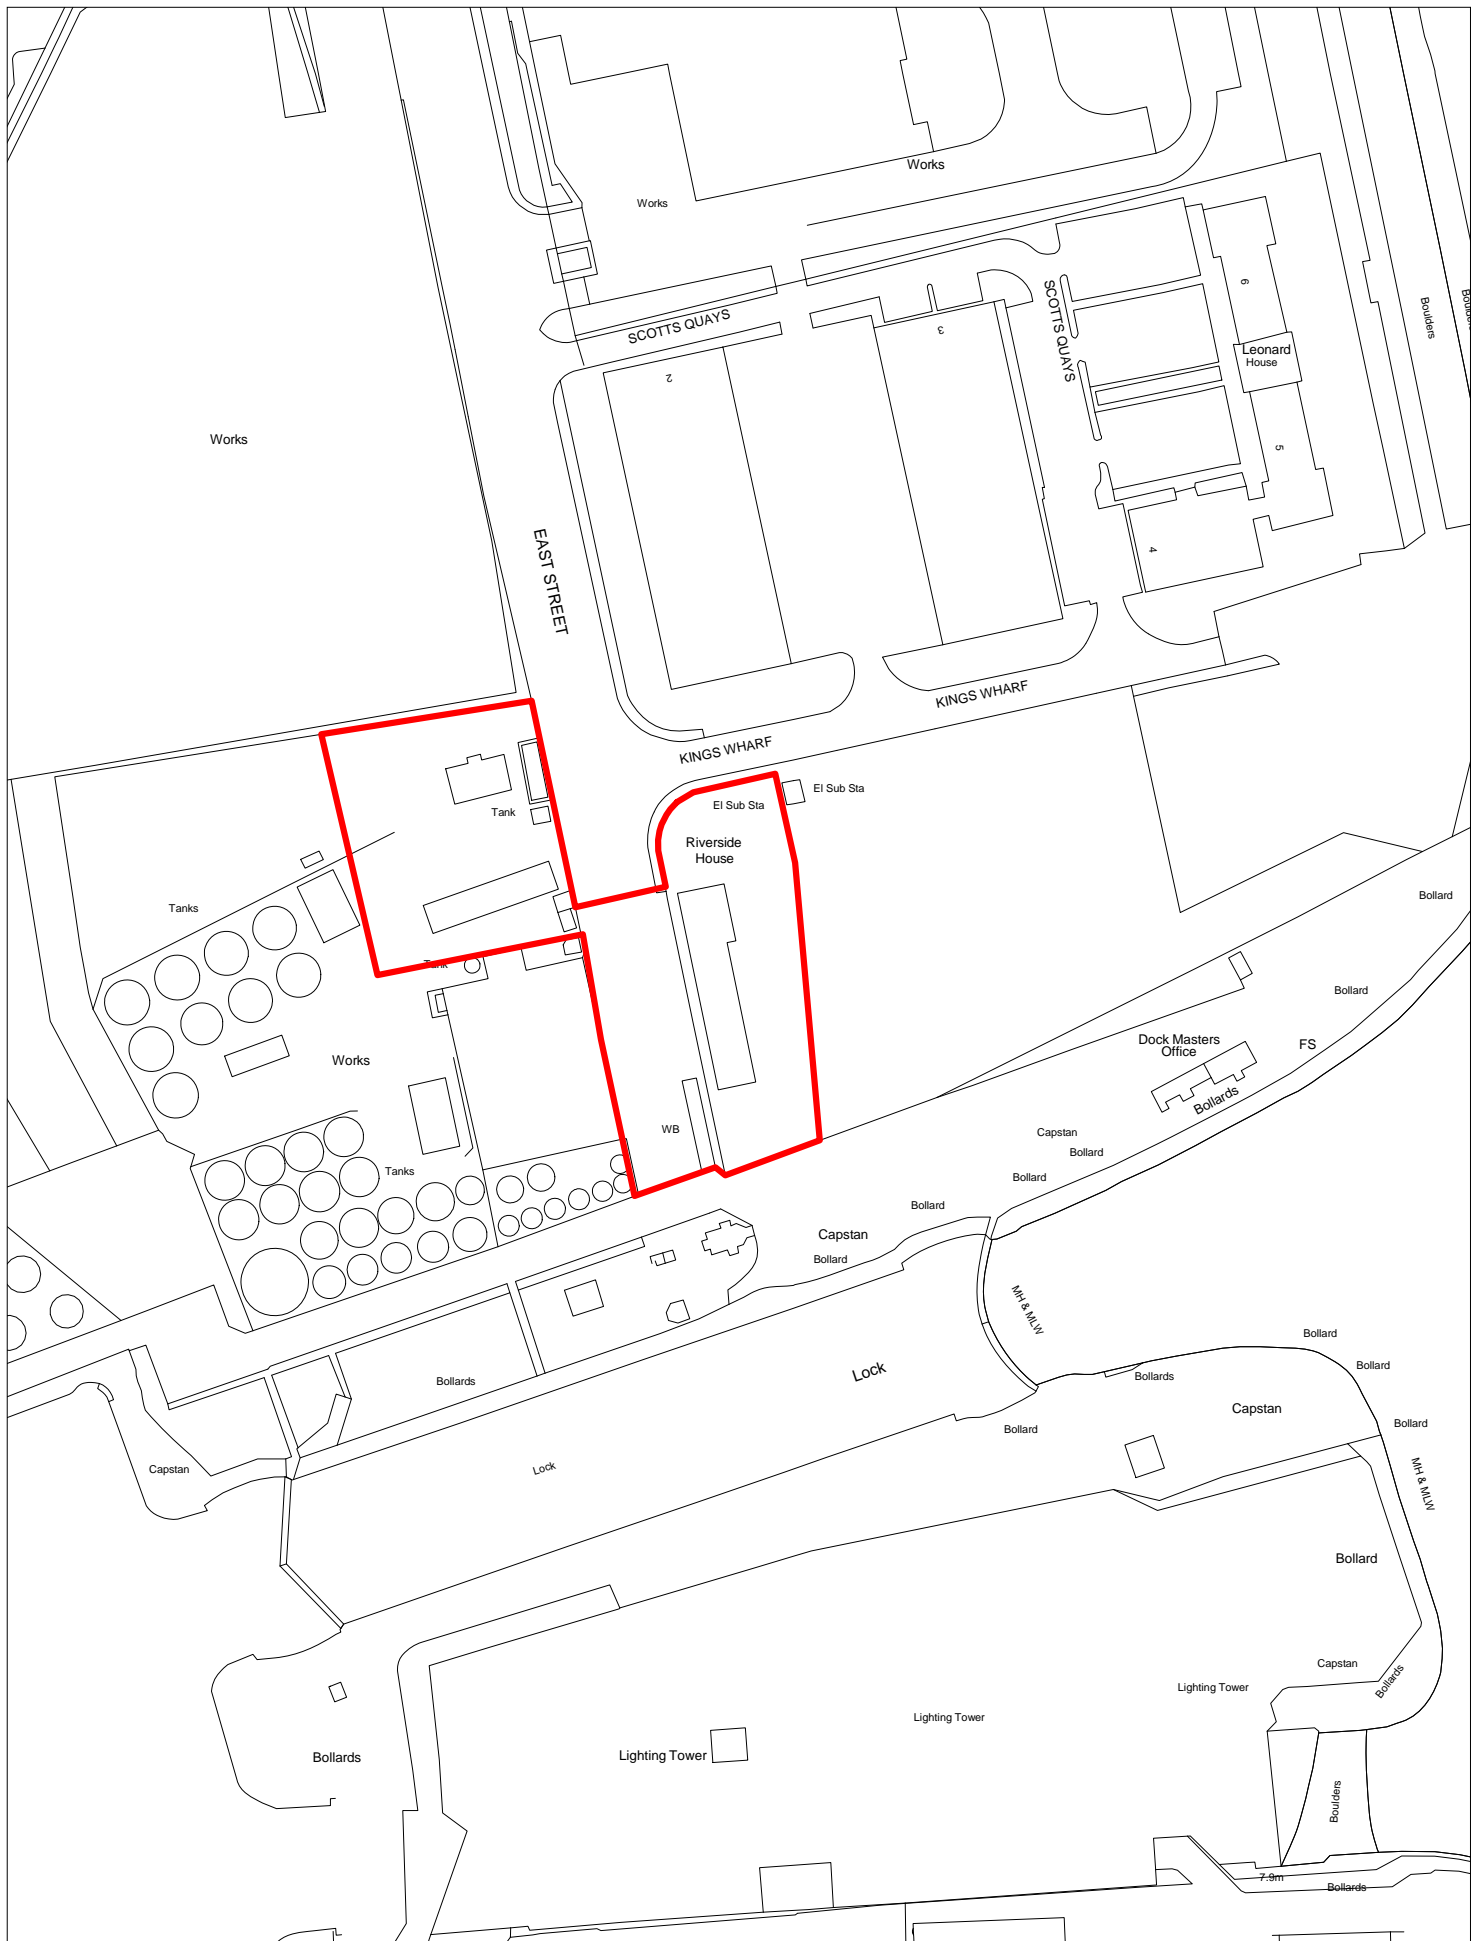 Works
Works
SCOTTS QUAYS
SCOTTS QUAYS
6
Boulders
2
3
Leonard
House
Works
5
EAST STREET
4
KINGS WHARF
KINGS WHARF
El Sub Sta
El Sub Sta
Tank
Riverside
House
Bollard
Tanks
Tank
Bollard
Dock Masters
Office
FS
Works
Bollards
WB
Capstan
Bollard
Tanks
Bollard
Bollard
Capstan
Bollard
MH & MLW
Bollard
Bollard
Lock
Bollards
Bollards
Capstan
Bollard
Bollard
Capstan
Lock
MH & MLW
Bollard
Capstan
Bollards
Lighting Tower
Lighting Tower
Lighting Tower
Bollards
Boulders
7.9m
Bollards